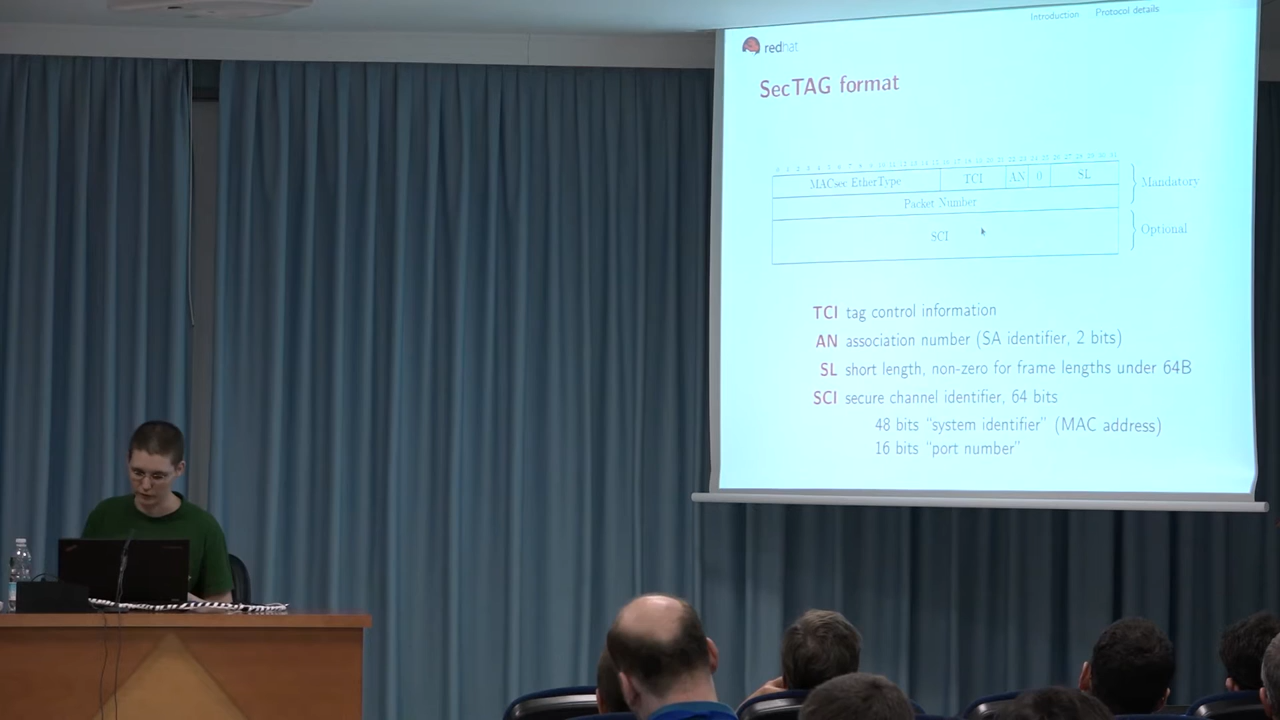 Introduction Protocol details
redhat
SecTAG format
MACsec EtherType TCI AN 0 SL
Mandatory
Packet Number
SCI
Optional
TCI tag control information
AN association number (SA identifier, 2 bits)
SL short length, non-zero for frame lengths under 64B
SCI secure channel identifier, 64 bits
48 bits “system identifier” (MAC address)
16 bits “port number”